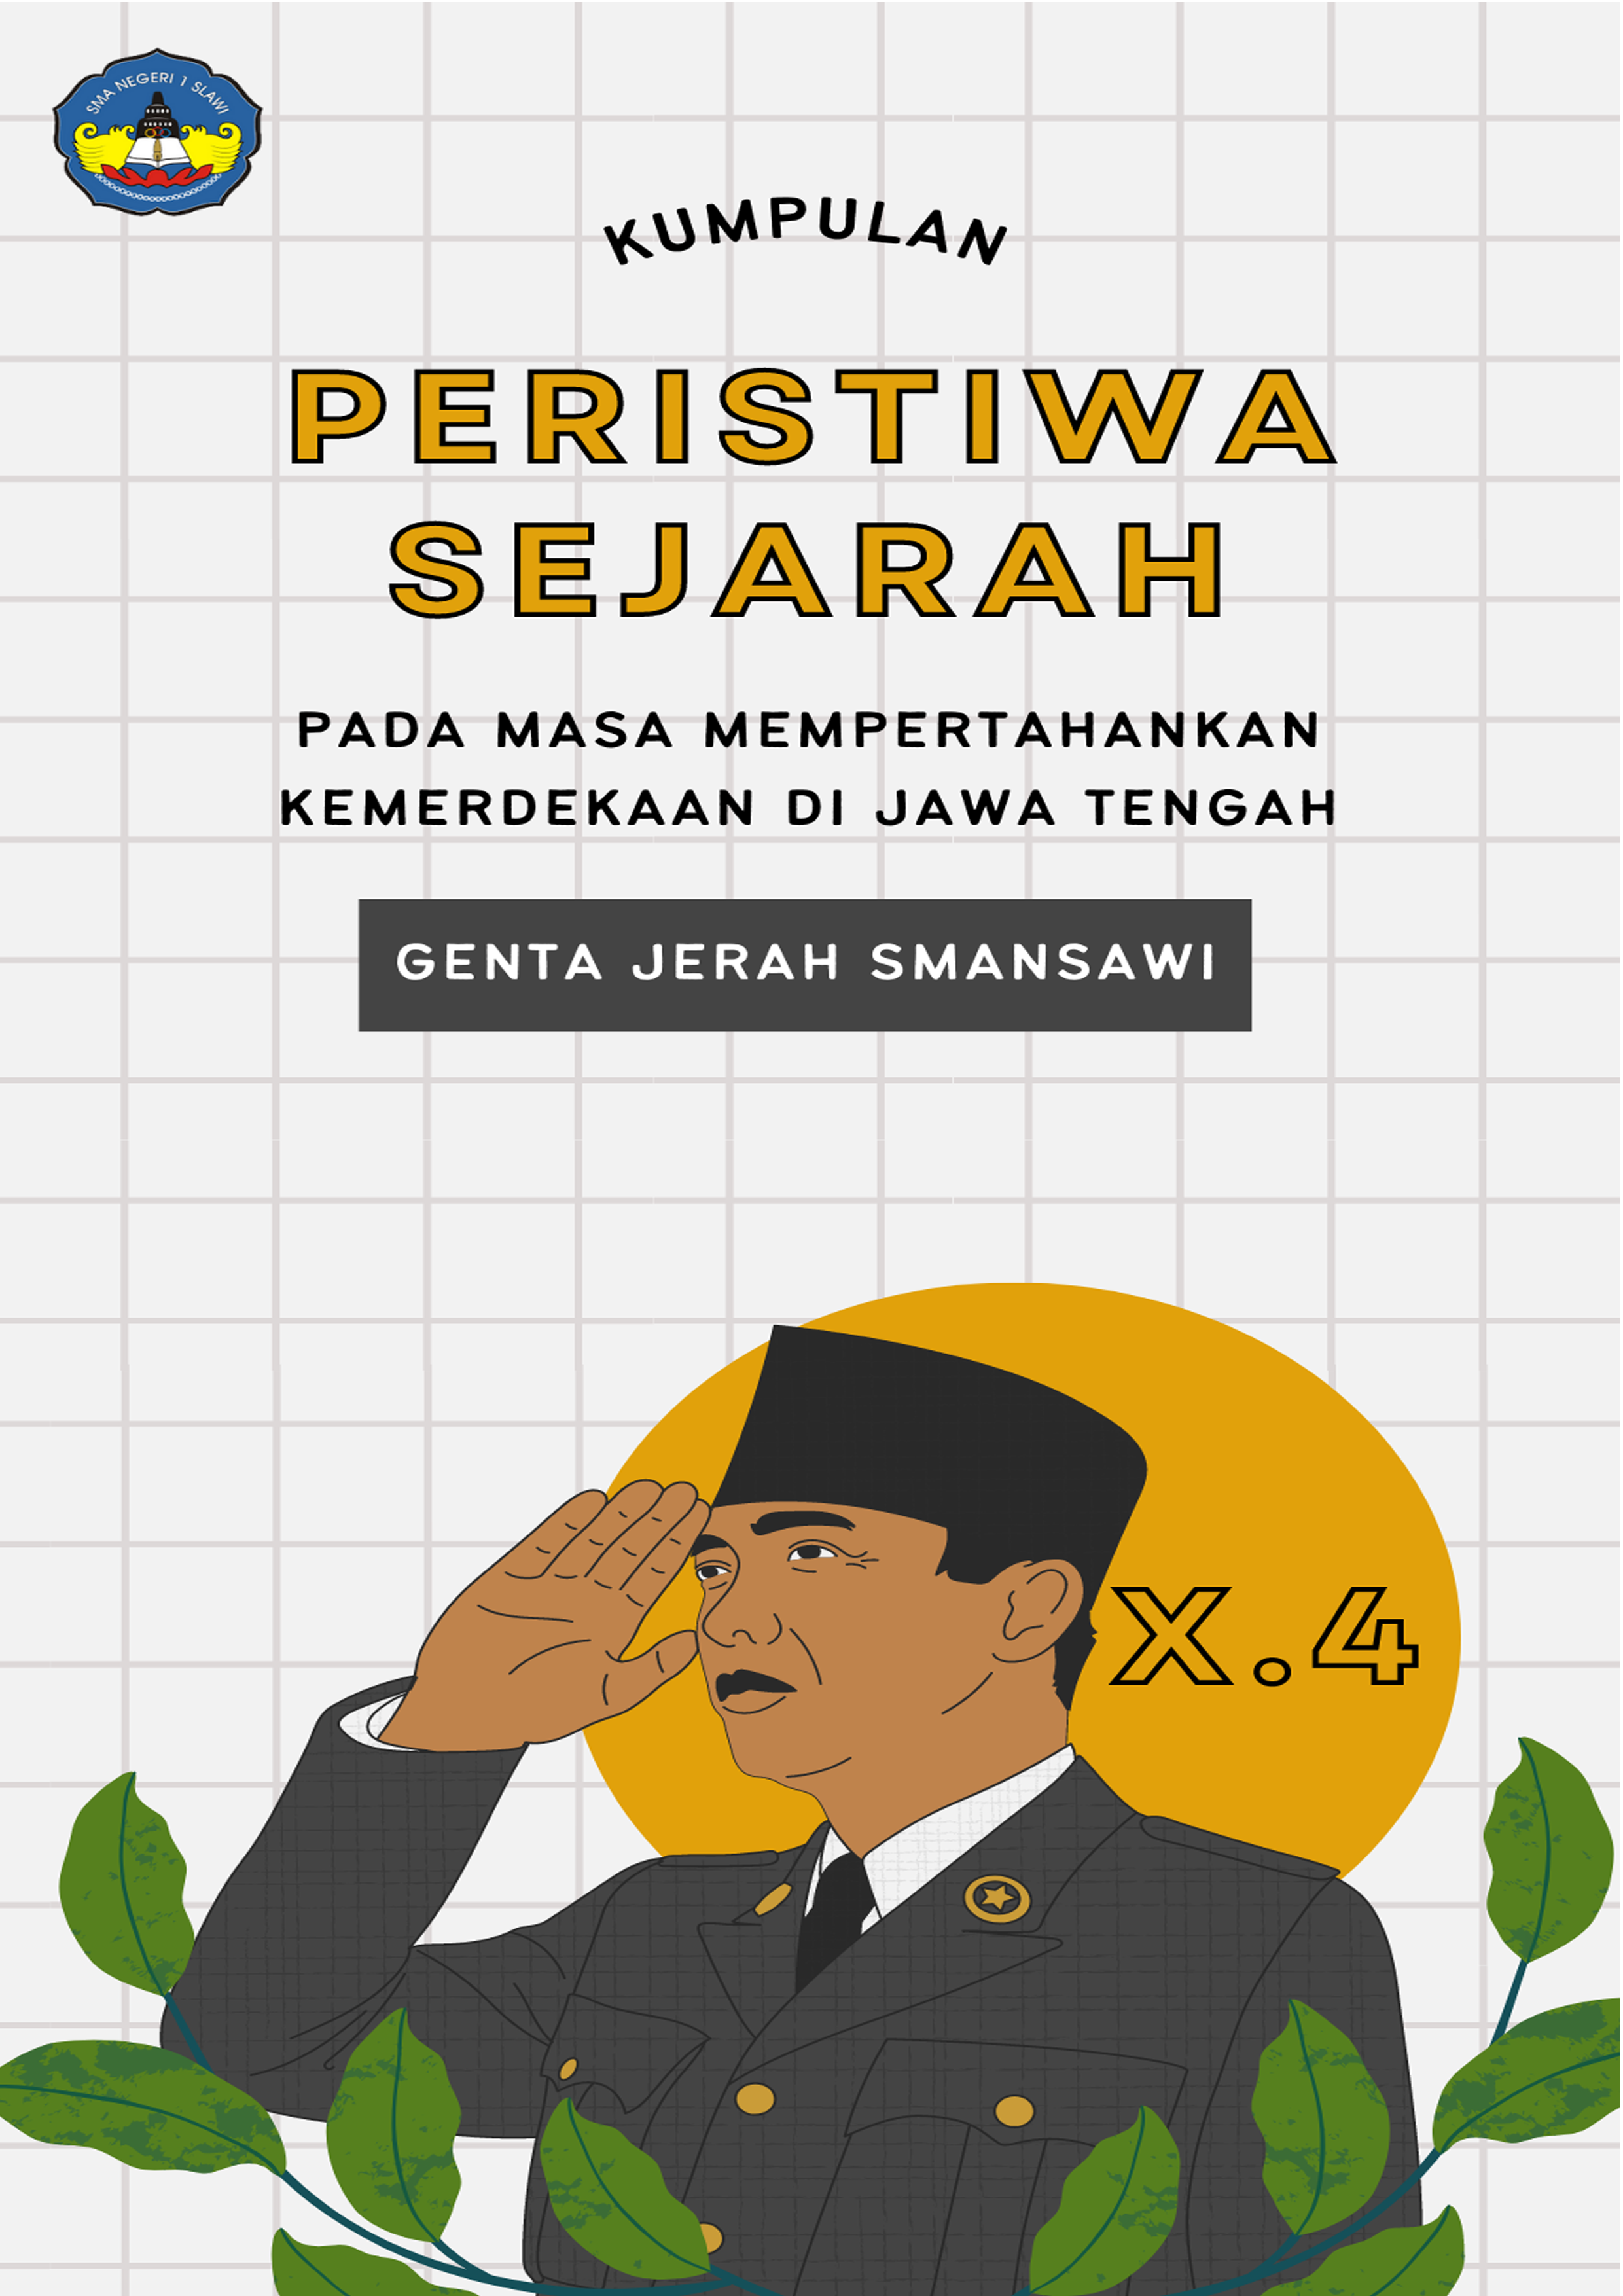 SMA NEGERI 1 SLAWI
KUMPULAN
PERISTIWA
SEJARAH
PADA MASA MEMPERTAHANKAN
KEMERDEKAAN DI JAWA TENGAH
GENTA JERAH SMANSAWI
X.4